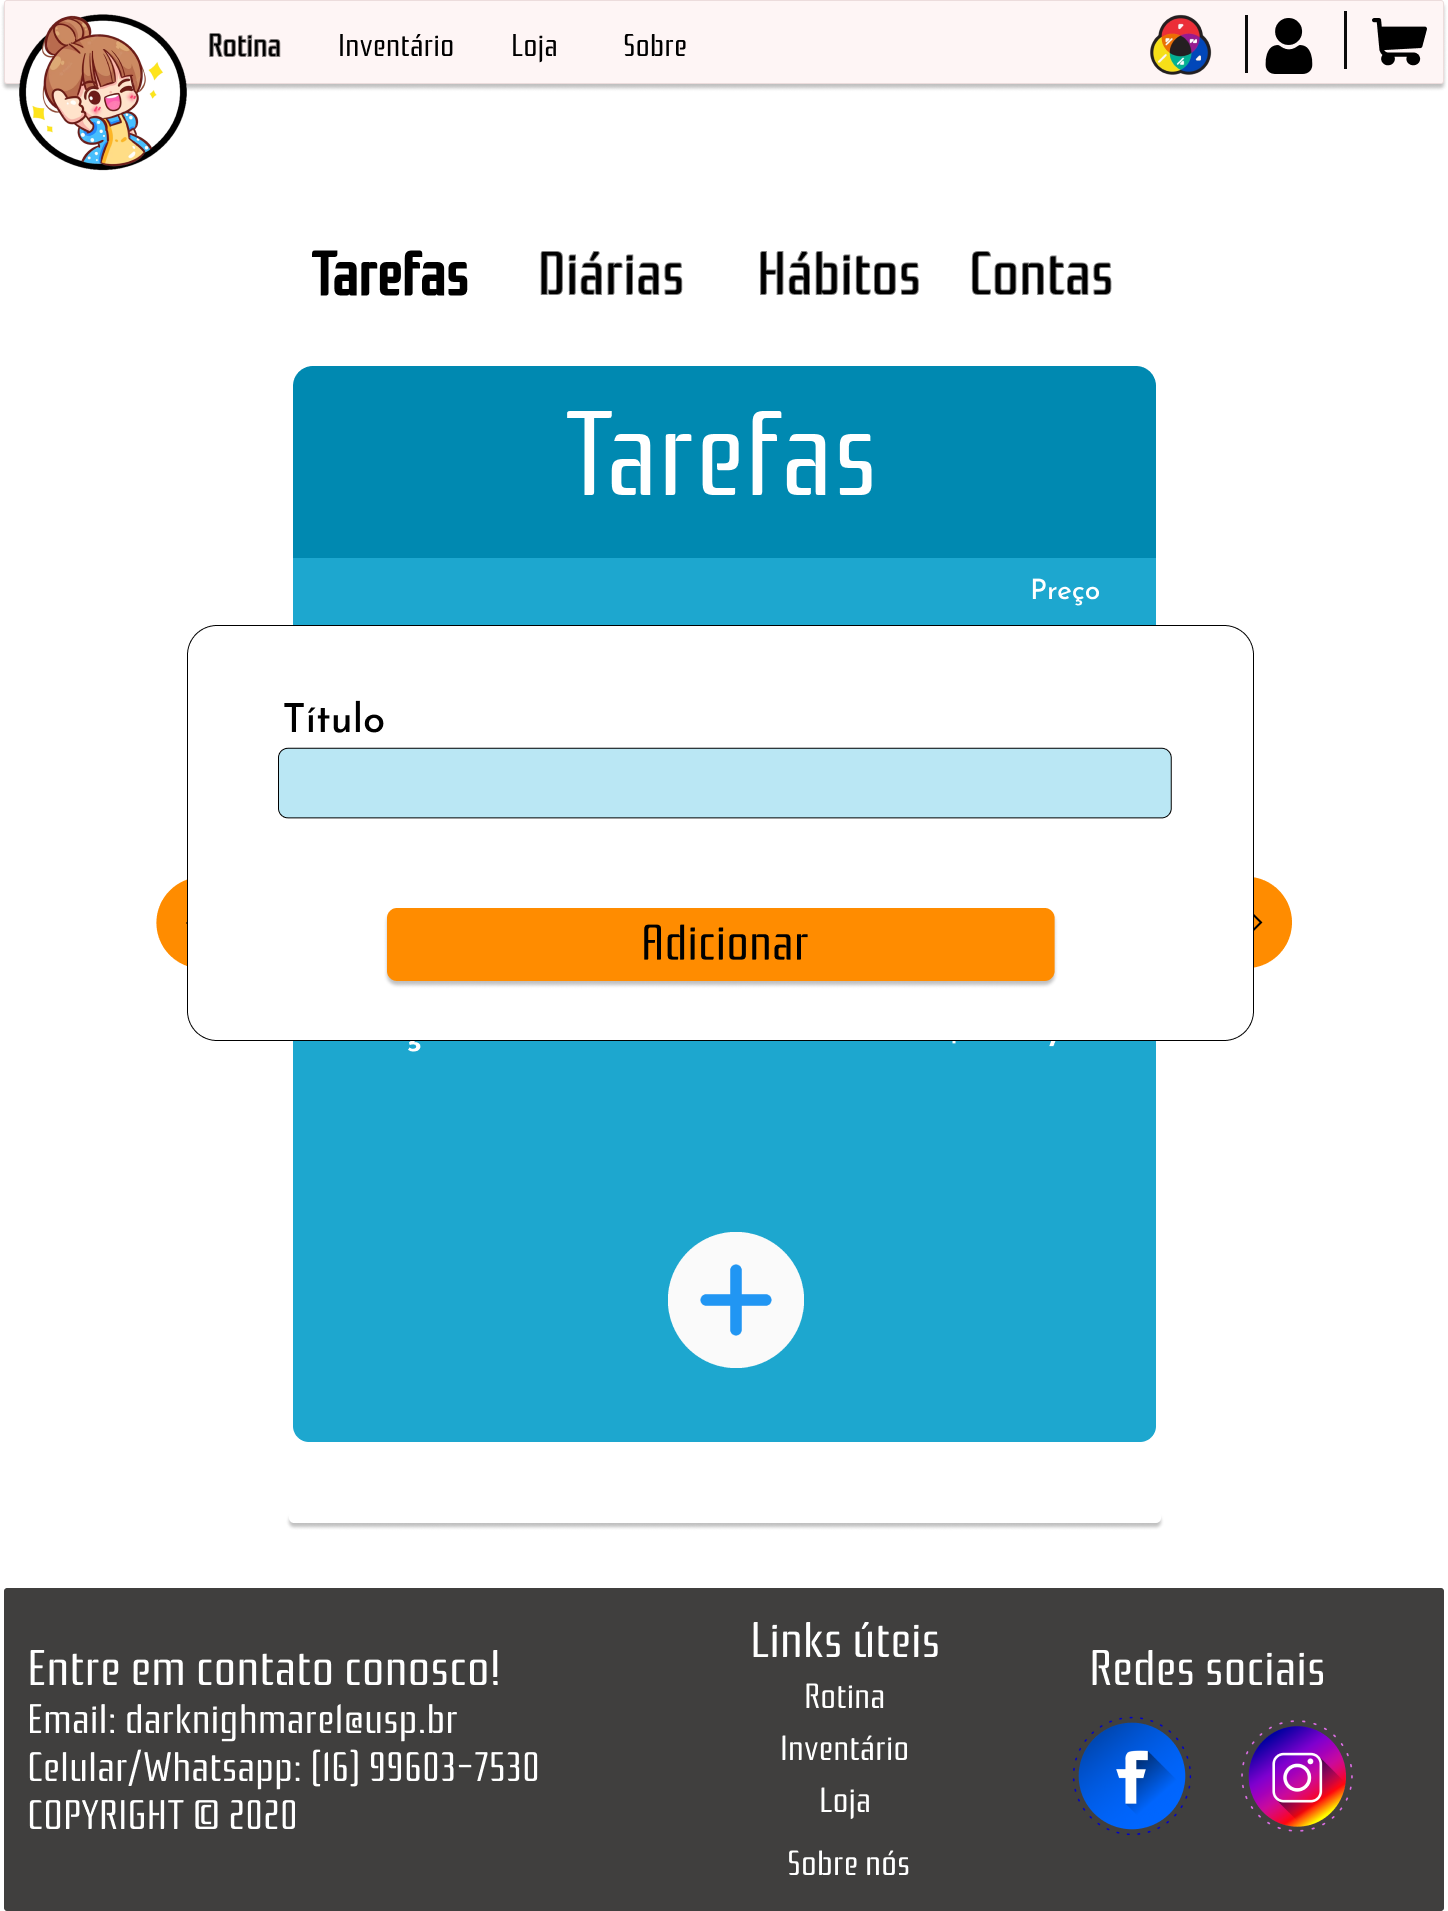 Rotina Inventário Loja Sobre
Tarefas Diárias Hábitos Contas
Tarefas
Preço
Título
Adicionar
Entre em contato conosco!
Email: darknighmare1@usp.br
Celular/Whatsapp: (16) 99603-7530
COPYRIGHT © 2020
Links úteis
Rotina
Inventário
Loja
Sobre nós
Redes sociais